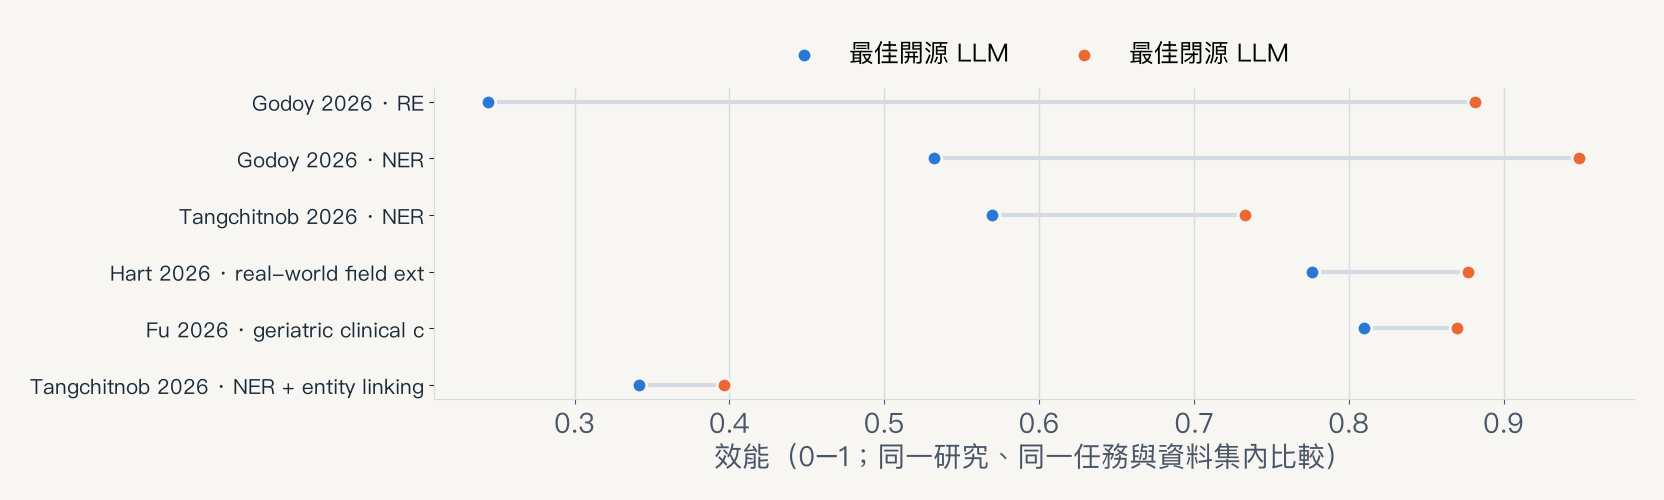 最佳開源 LLM
最佳閉源 LLM
Godoy 2026 · RE
Godoy 2026 · NER
Tangchitnob 2026 · NER
Hart 2026 · real–world field ext
Fu 2026 · geriatric clinical c
Tangchitnob 2026 · NER + entity linking
0.3 0.4 0.5 0.6 0.7 0.8 0.9
效能（0–1；同一研究、同一任務與資料集內比較）